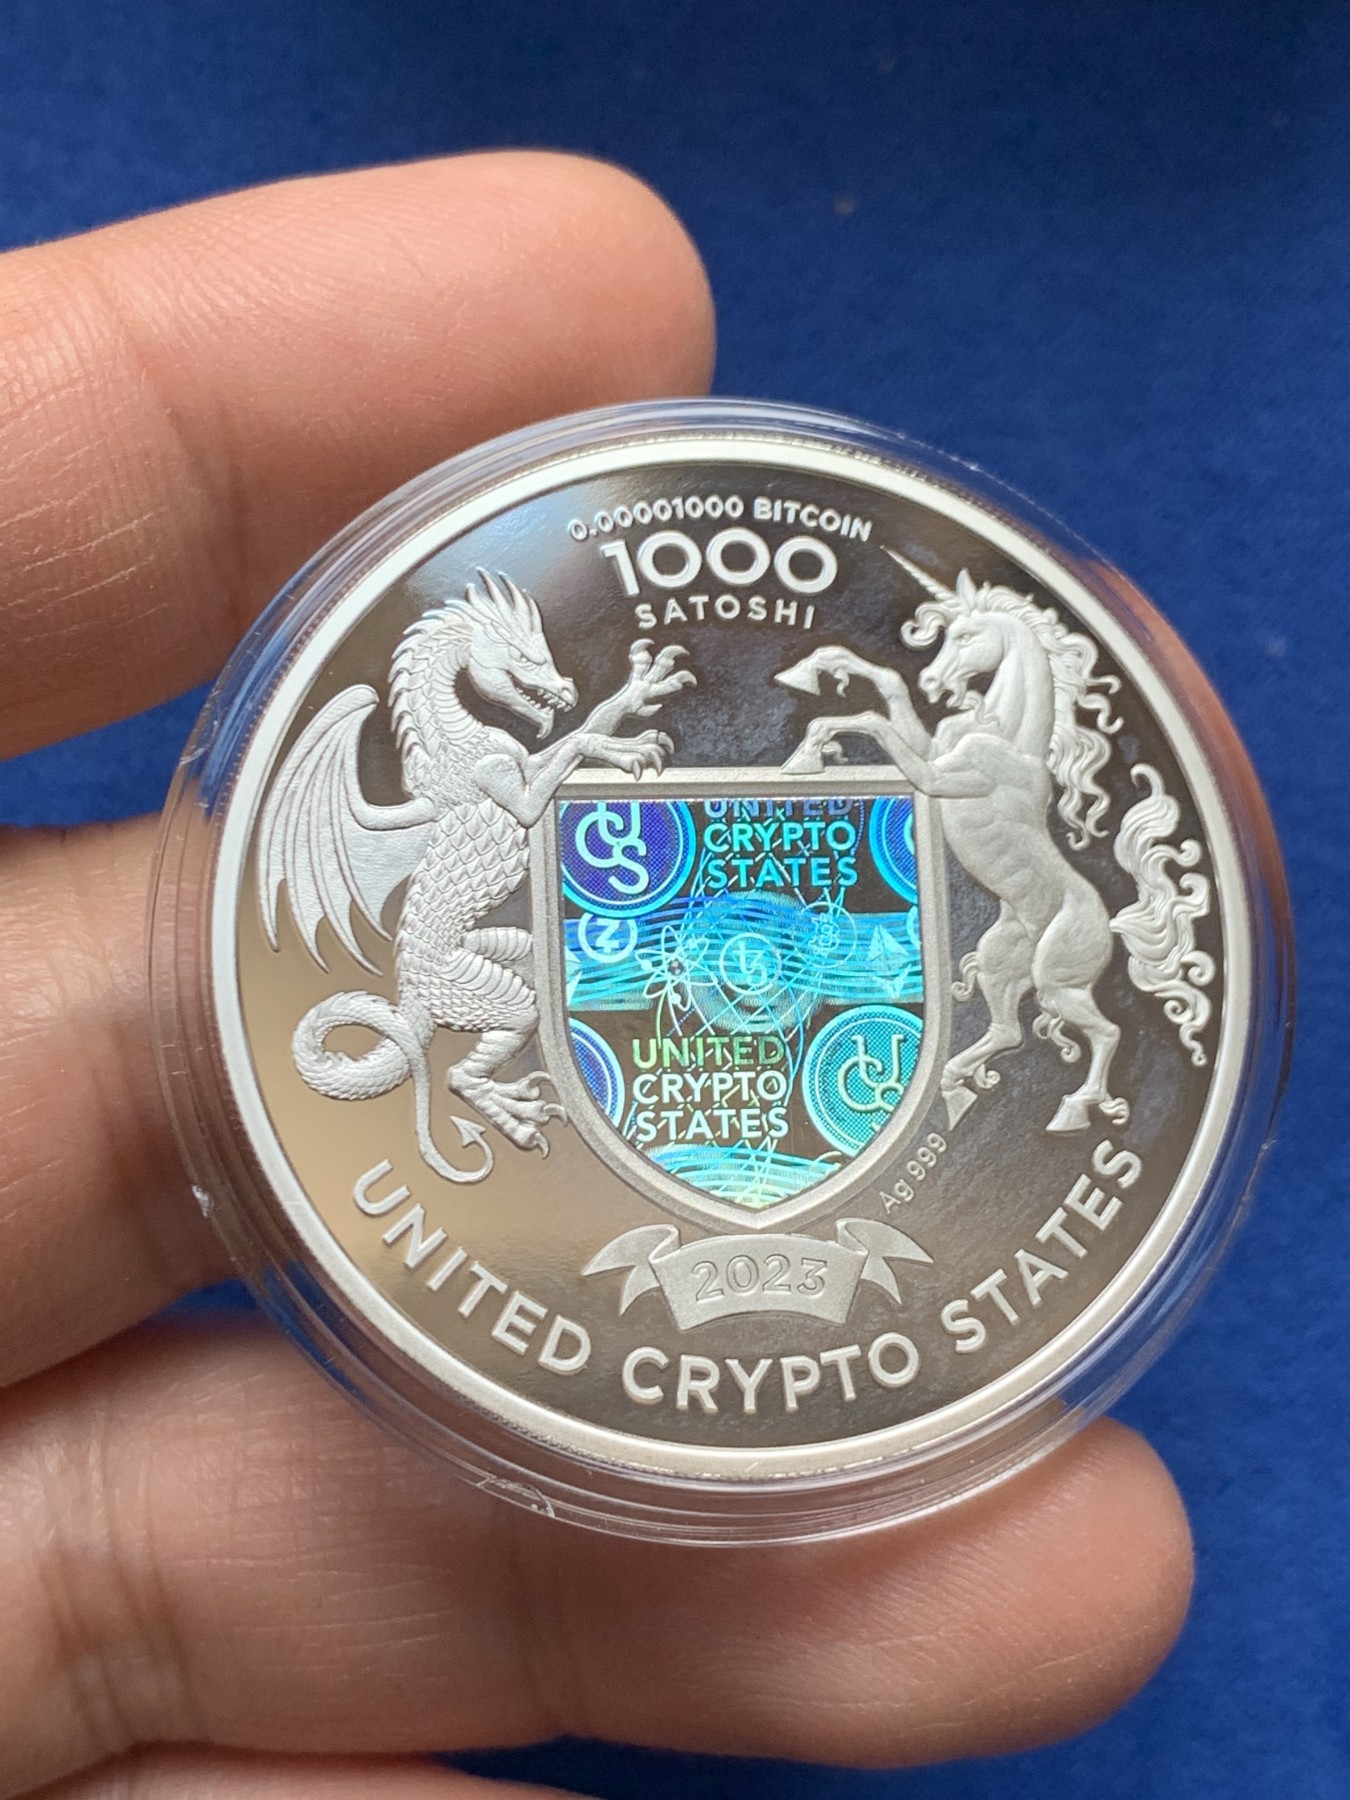 0.00001000 BITCOIN
1000
SATOSHI
UNITED
CRYPTO
STATES
UNITED
CRYPTO
STATES
Ag 999
2023
UNITED CRYPTO STATES